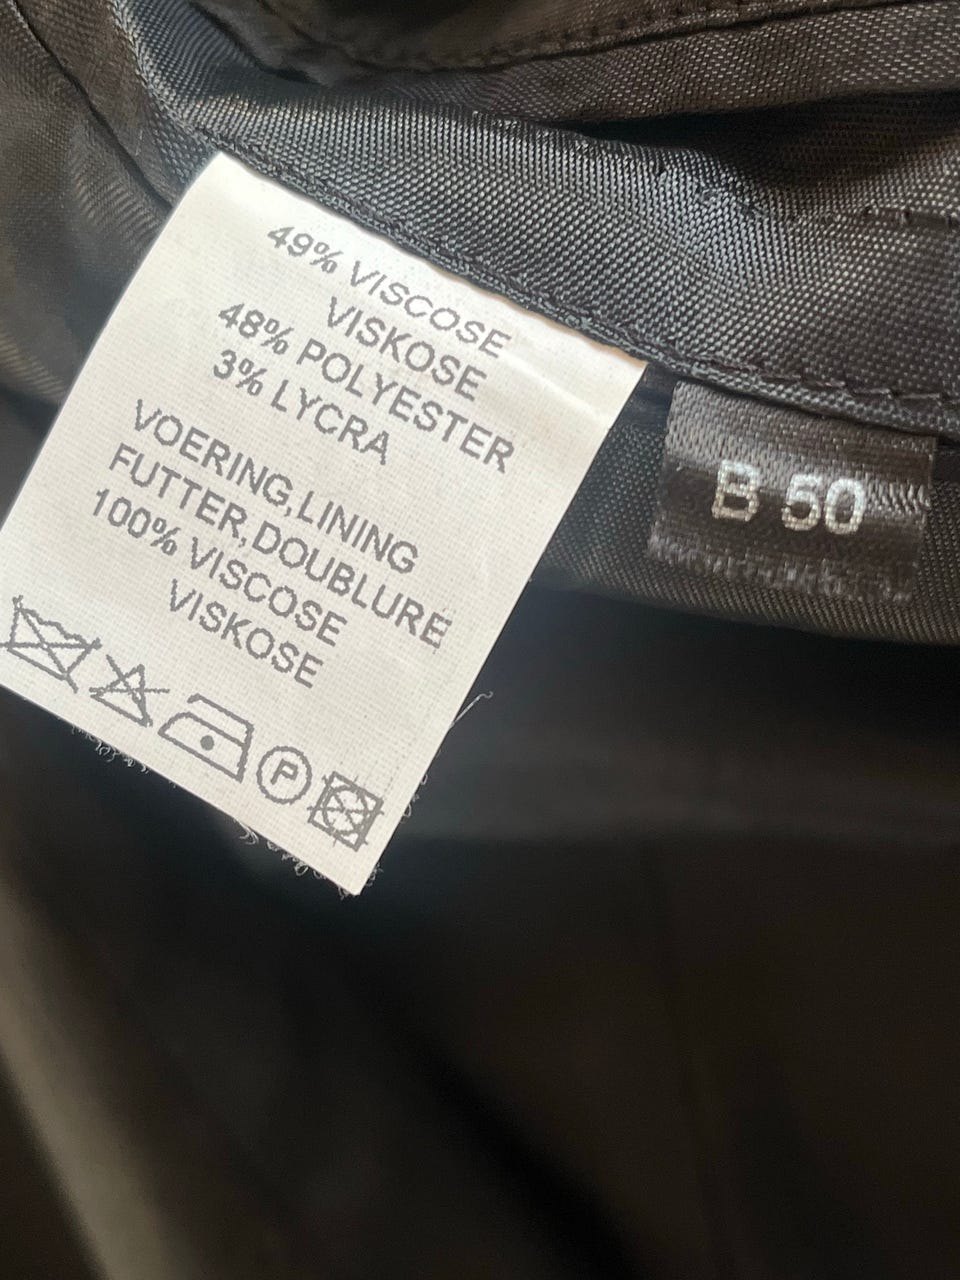 49% VISCOSE
VISKOSE
48% POLYESTER
3% LYCRA
VOERING,LINING
FUTTER,DOUBLURE
100% VISCOSE
VISKOSE
P
B 50